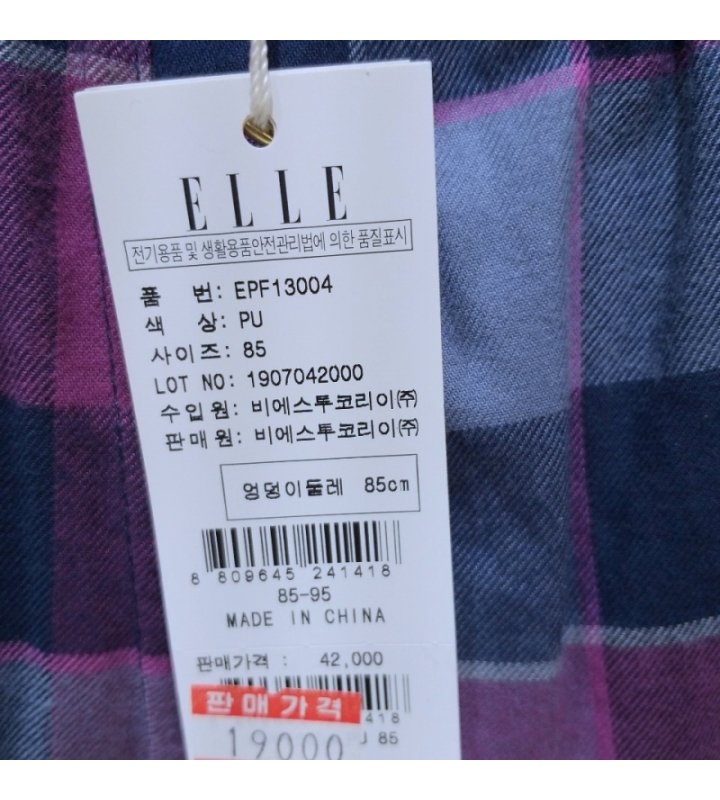 ELLE
전기용품 및 생활용품안전관리법에 의한 품질표시
품 번: EPF13004
색 상: PU
사이즈: 85
LOT NO: 1907042000
수입원: 비에스투코리이㈜
판매원: 비에스투코리이㈜
엉덩이둘레 85cm
8 809645 241418
85-95
MADE IN CHINA
판매가격 : 42,000
판매가격
418
19000
J 85